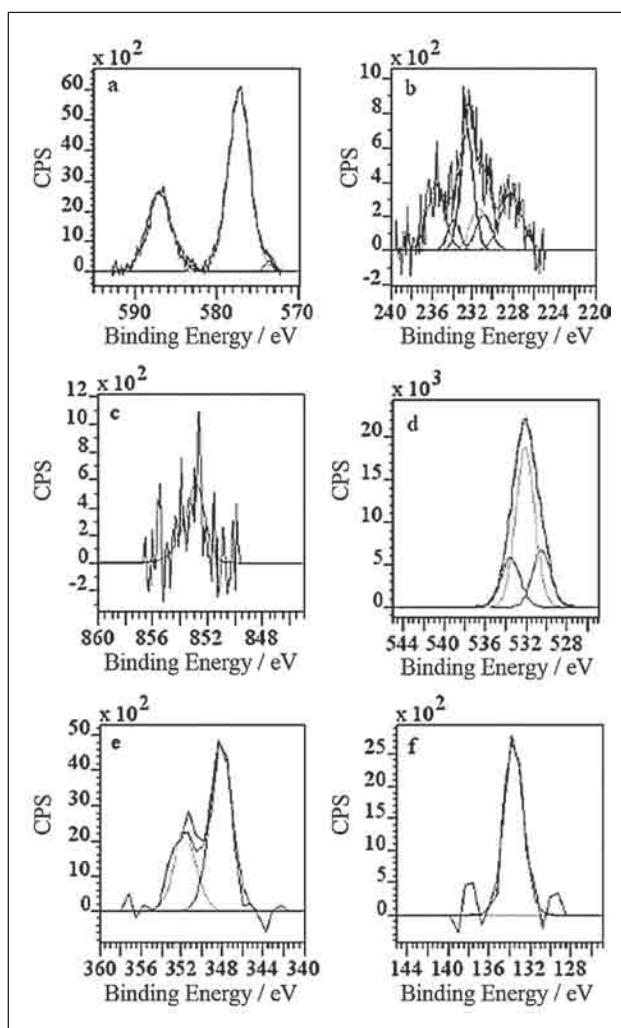 x 10²
a
60
50
40
30
20
10
0
CPS
590 580 570
Binding Energy / eV
x 10²
b
10
8
6
4
2
0
-2
CPS
240 236 232 228 224 220
Binding Energy / eV
x 10²
c
12
10
8
6
4
2
0
-2
CPS
860 856 852 848
Binding Energy / eV
x 10³
d
20
15
10
5
0
CPS
544 540 536 532 528
Binding Energy / eV
x 10²
e
50
40
30
20
10
0
CPS
360 356 352 348 344 340
Binding Energy / eV
x 10²
f
25
20
15
10
5
0
CPS
144 140 136 132 128
Binding Energy / eV